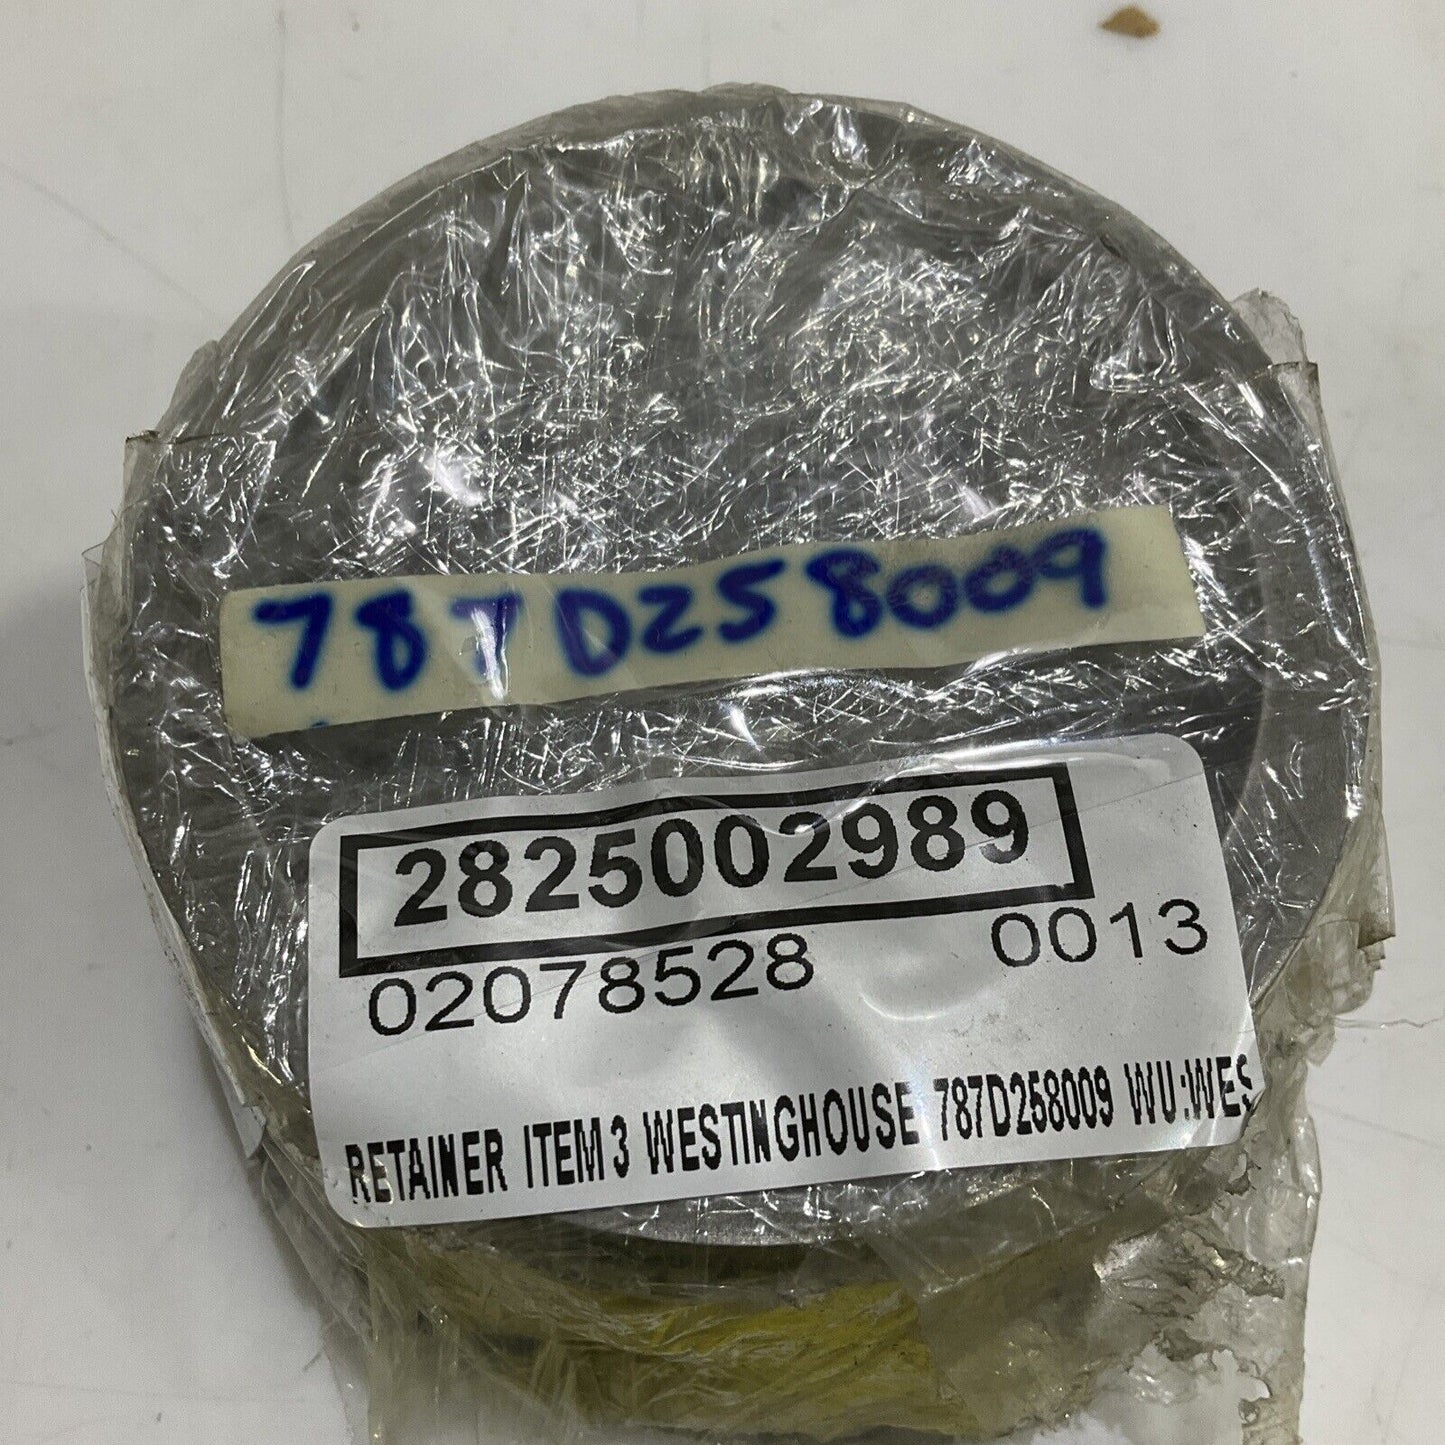 787D258009
2825002989
02078528 0013
RETAINER ITEM 3 WESTINGHOUSE 787D258009 WU:WES